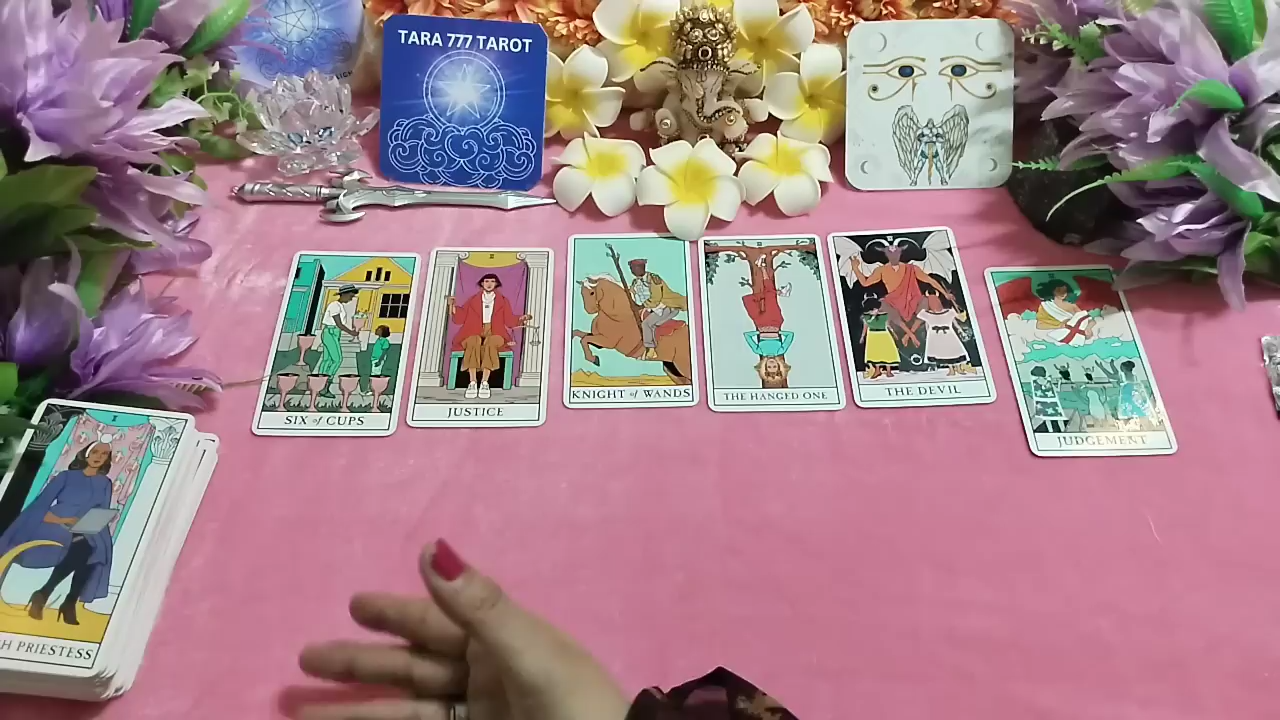 TARA 777 TAROT
SIX of CUPS
JUSTICE
KNIGHT of WANDS
THE HANGED ONE
THE DEVIL
JUDGEMENT
H PRIESTESS